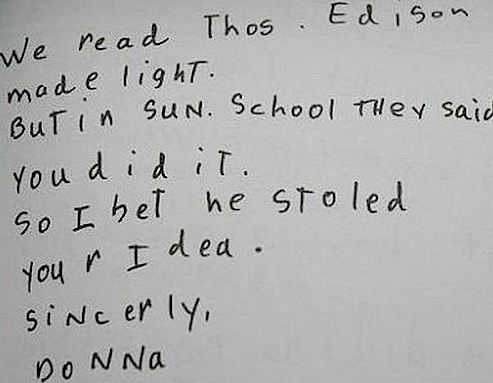 We read Thos. Edison
made light.
But in SUN. School They said
you did iT.
So I beT he sToled
your Idea.
SiNcerly,
DoNNa